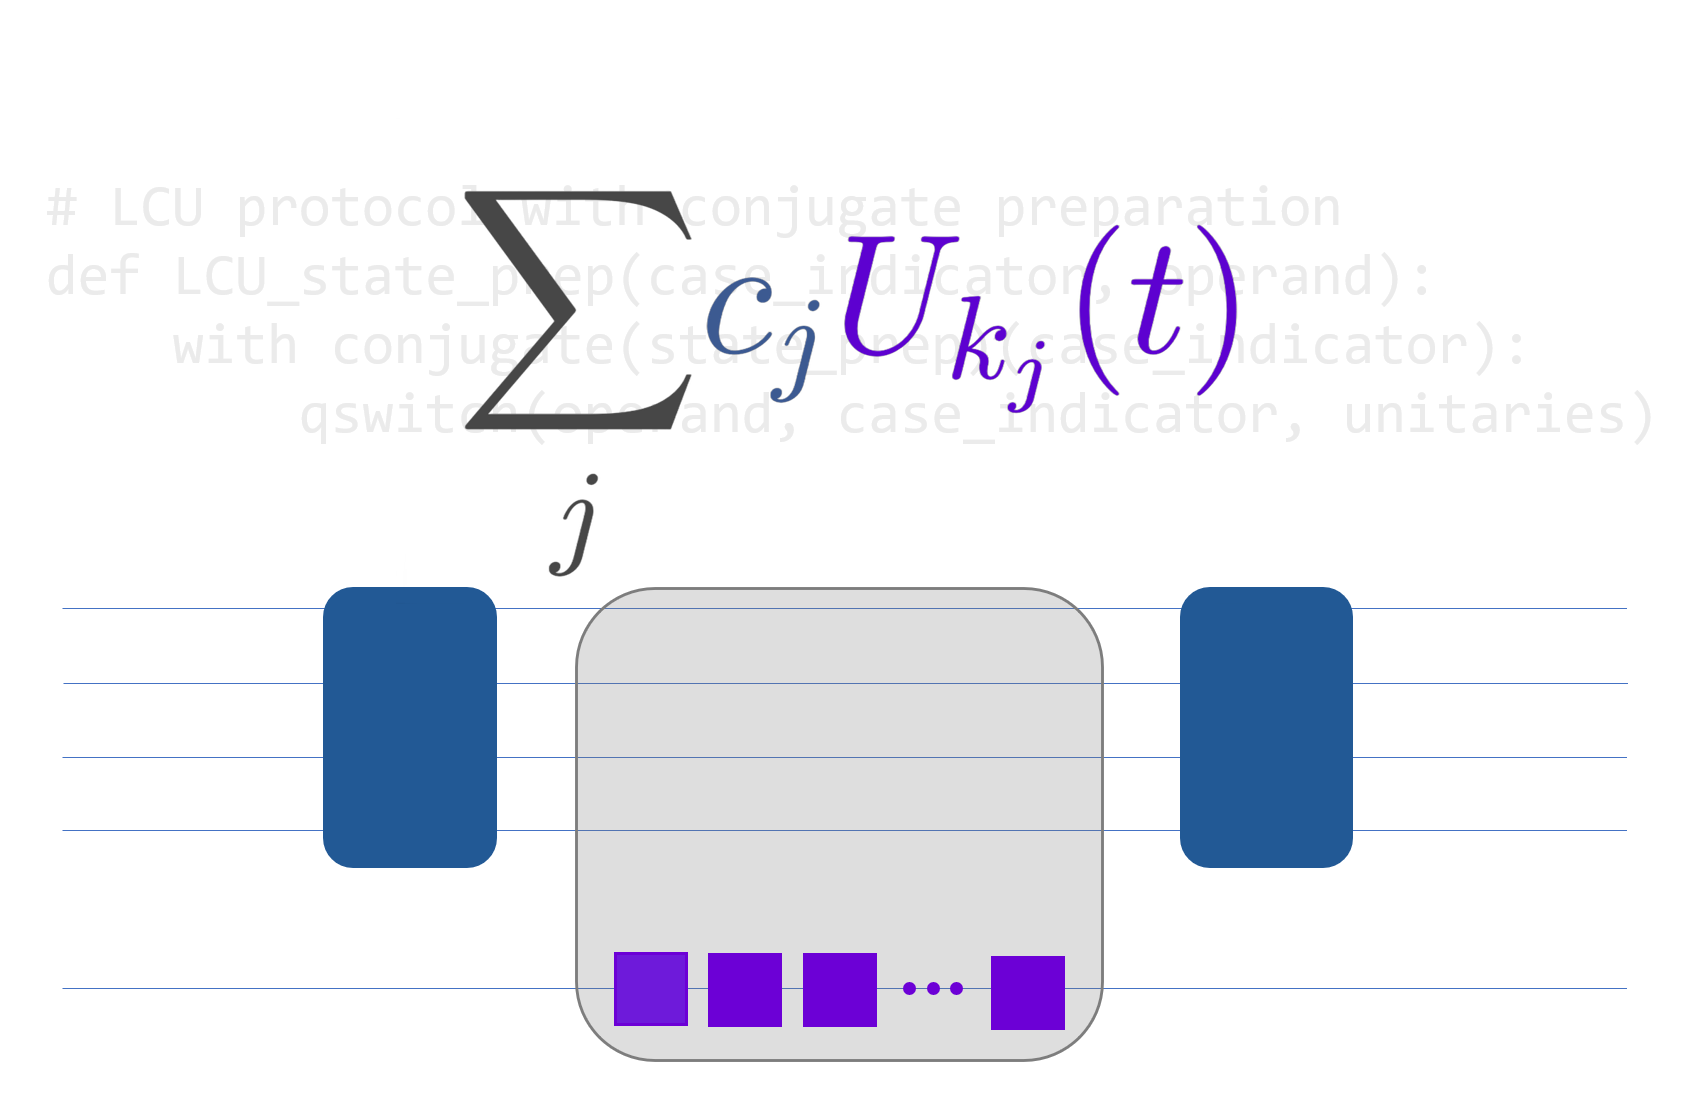 # LCU protocol with conjugate preparation
def LCU_state_prep(case_indicator, operand):
with conjugate(state_prep)(case_indicator):
qswitch(operand, case_indicator, unitaries)
∑_j c_j U_{k_j}(t)